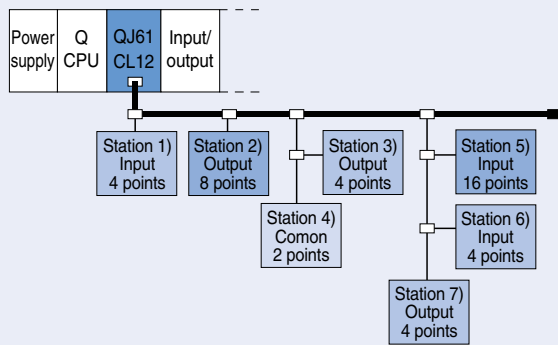 Power
supply
Q
CPU
QJ61
CL12
Input/
output
Station 1)
Input
4 points
Station 2)
Output
8 points
Station 3)
Output
4 points
Station 4)
Comon
2 points
Station 5)
Input
16 points
Station 6)
Input
4 points
Station 7)
Output
4 points